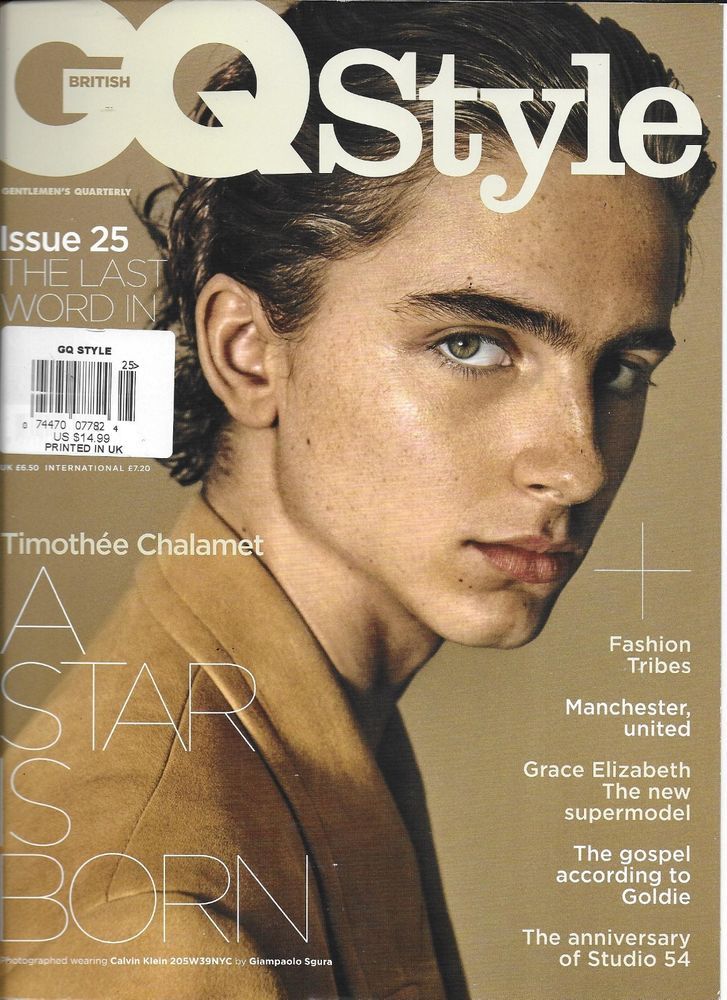 GQ Style
BRITISH
GENTLEMEN'S QUARTERLY
Issue 25
THE LAST
WORD IN
GQ STYLE
25>
0 74470 07782 4
US $14.99
PRINTED IN UK
UK £6.50 INTERNATIONAL £7.20
Timothée Chalamet
A
STAR
IS
BORN
Photographed wearing Calvin Klein 205W39NYC by Giampaolo Sgura
Fashion
Tribes
Manchester,
united
Grace Elizabeth
The new
supermodel
The gospel
according to
Goldie
The anniversary
of Studio 54